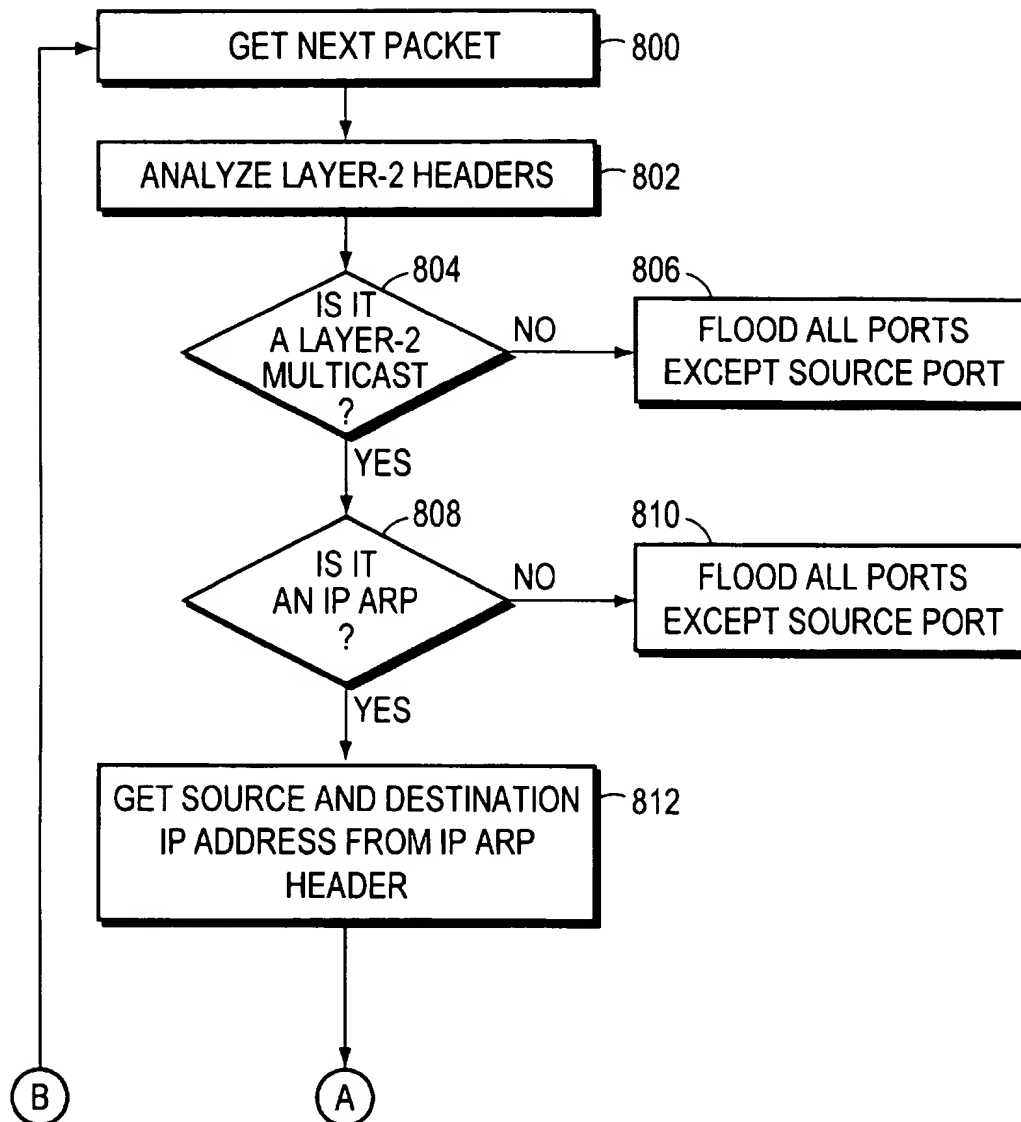 GET NEXT PACKET
800
ANALYZE LAYER-2 HEADERS
802
804
IS IT
A LAYER-2
MULTICAST
?
NO
806
FLOOD ALL PORTS
EXCEPT SOURCE PORT
YES
808
IS IT
AN IP ARP
?
NO
810
FLOOD ALL PORTS
EXCEPT SOURCE PORT
YES
GET SOURCE AND DESTINATION
IP ADDRESS FROM IP ARP
HEADER
812
B
A